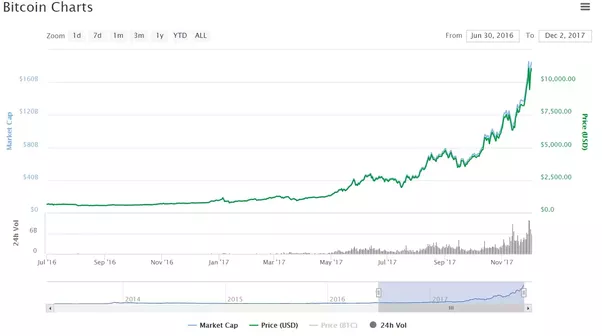 Bitcoin Charts
Zoom 1d 7d 1m 3m 1y YTD ALL From Jun 30, 2016 To Dec 2, 2017
$160B $10,000.00
$120B $7,500.00
$80B $5,000.00
$40B $2,500.00
$0 $0.00
Market Cap
Price (USD)
24h Vol
6B
0
Jul '16 Sep '16 Nov '16 Jan '17 Mar '17 May '17 Jul '17 Sep '17 Nov '17
2014 2015 2016 2017
Market Cap Price (USD) Price (BTC) 24h Vol